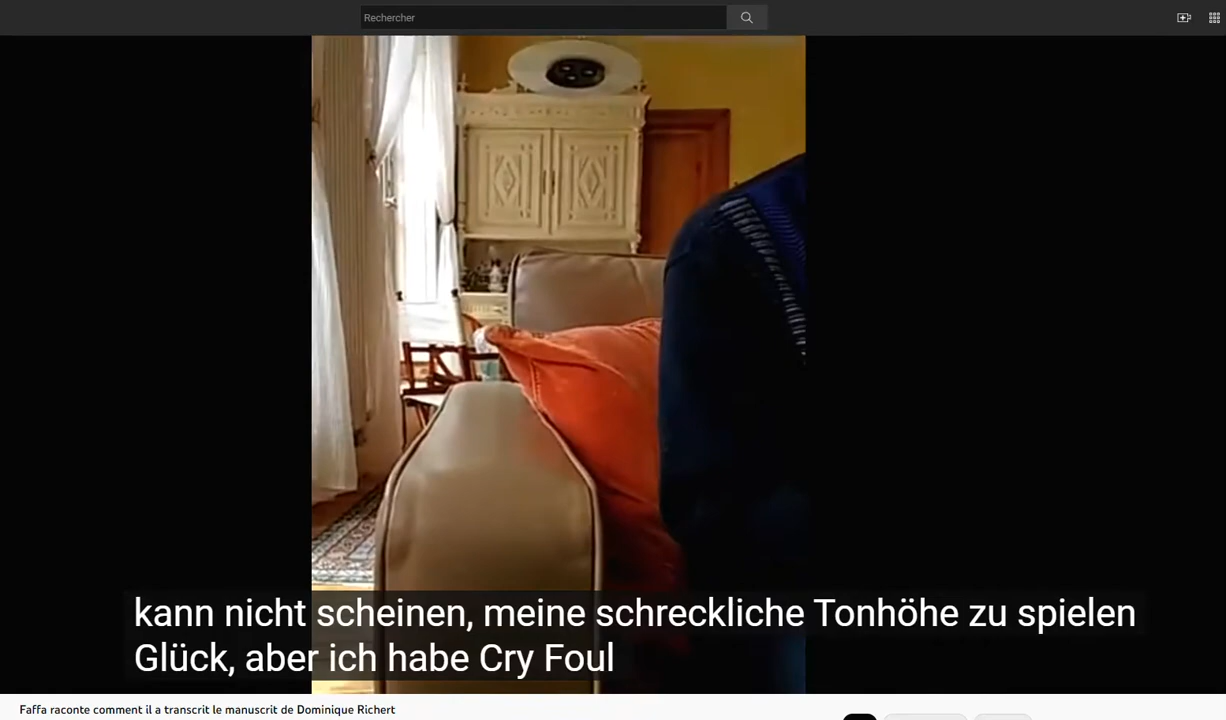 Rechercher
kann nicht scheinen, meine schreckliche Tonhöhe zu spielen
Glück, aber ich habe Cry Foul
Faffa raconte comment il a transcrit le manuscrit de Dominique Richert